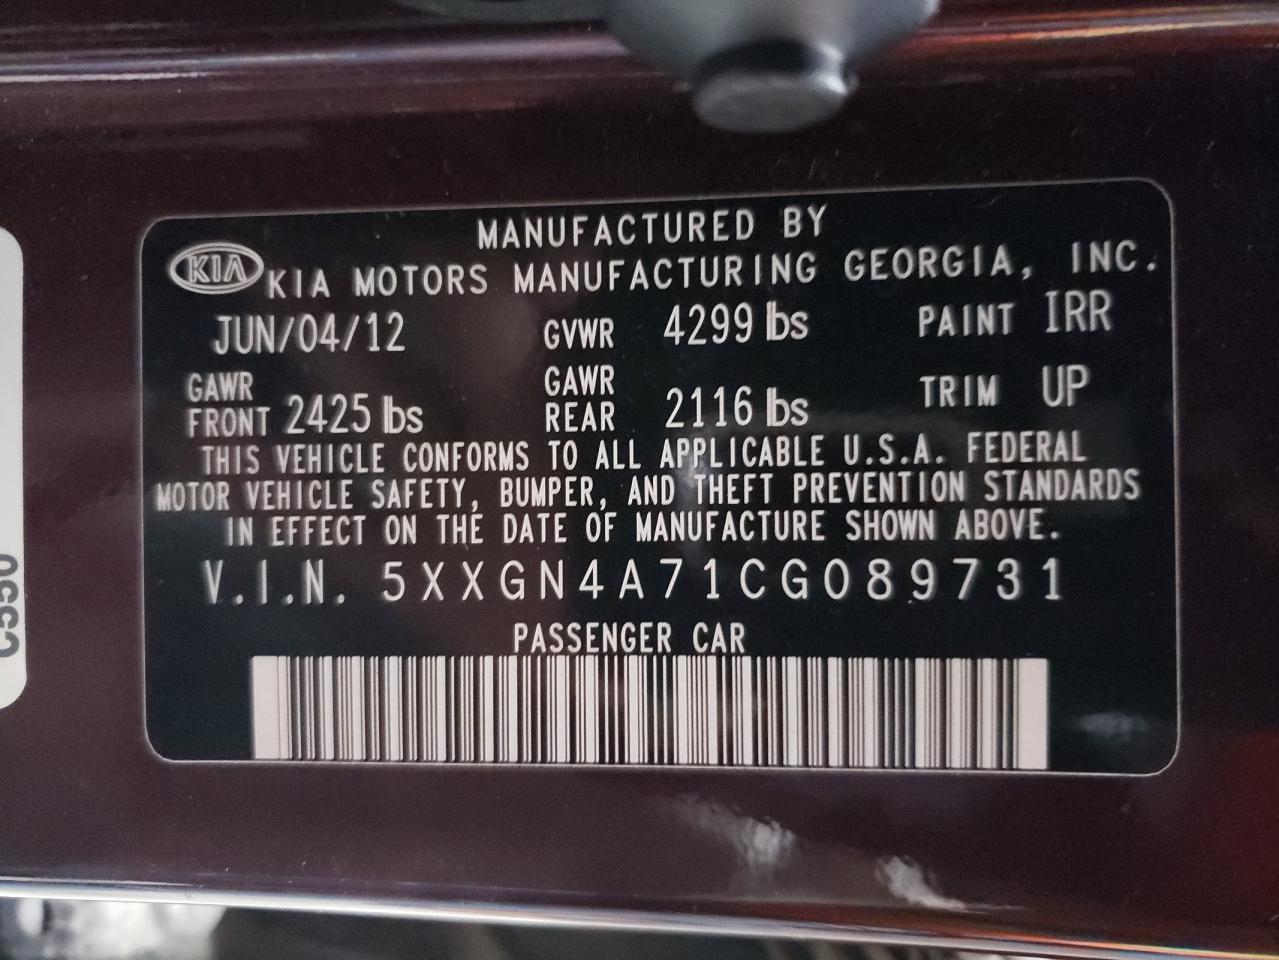 MANUFACTURED BY
KIA KIA MOTORS MANUFACTURING GEORGIA, INC.
JUN/04/12 GVWR 4299 lbs PAINT IRR
GAWR FRONT 2425 lbs GAWR REAR 2116 lbs TRIM UP
THIS VEHICLE CONFORMS TO ALL APPLICABLE U.S.A. FEDERAL
MOTOR VEHICLE SAFETY, BUMPER, AND THEFT PREVENTION STANDARDS
IN EFFECT ON THE DATE OF MANUFACTURE SHOWN ABOVE.
V.I.N. 5XXGN4A71CG089731
PASSENGER CAR